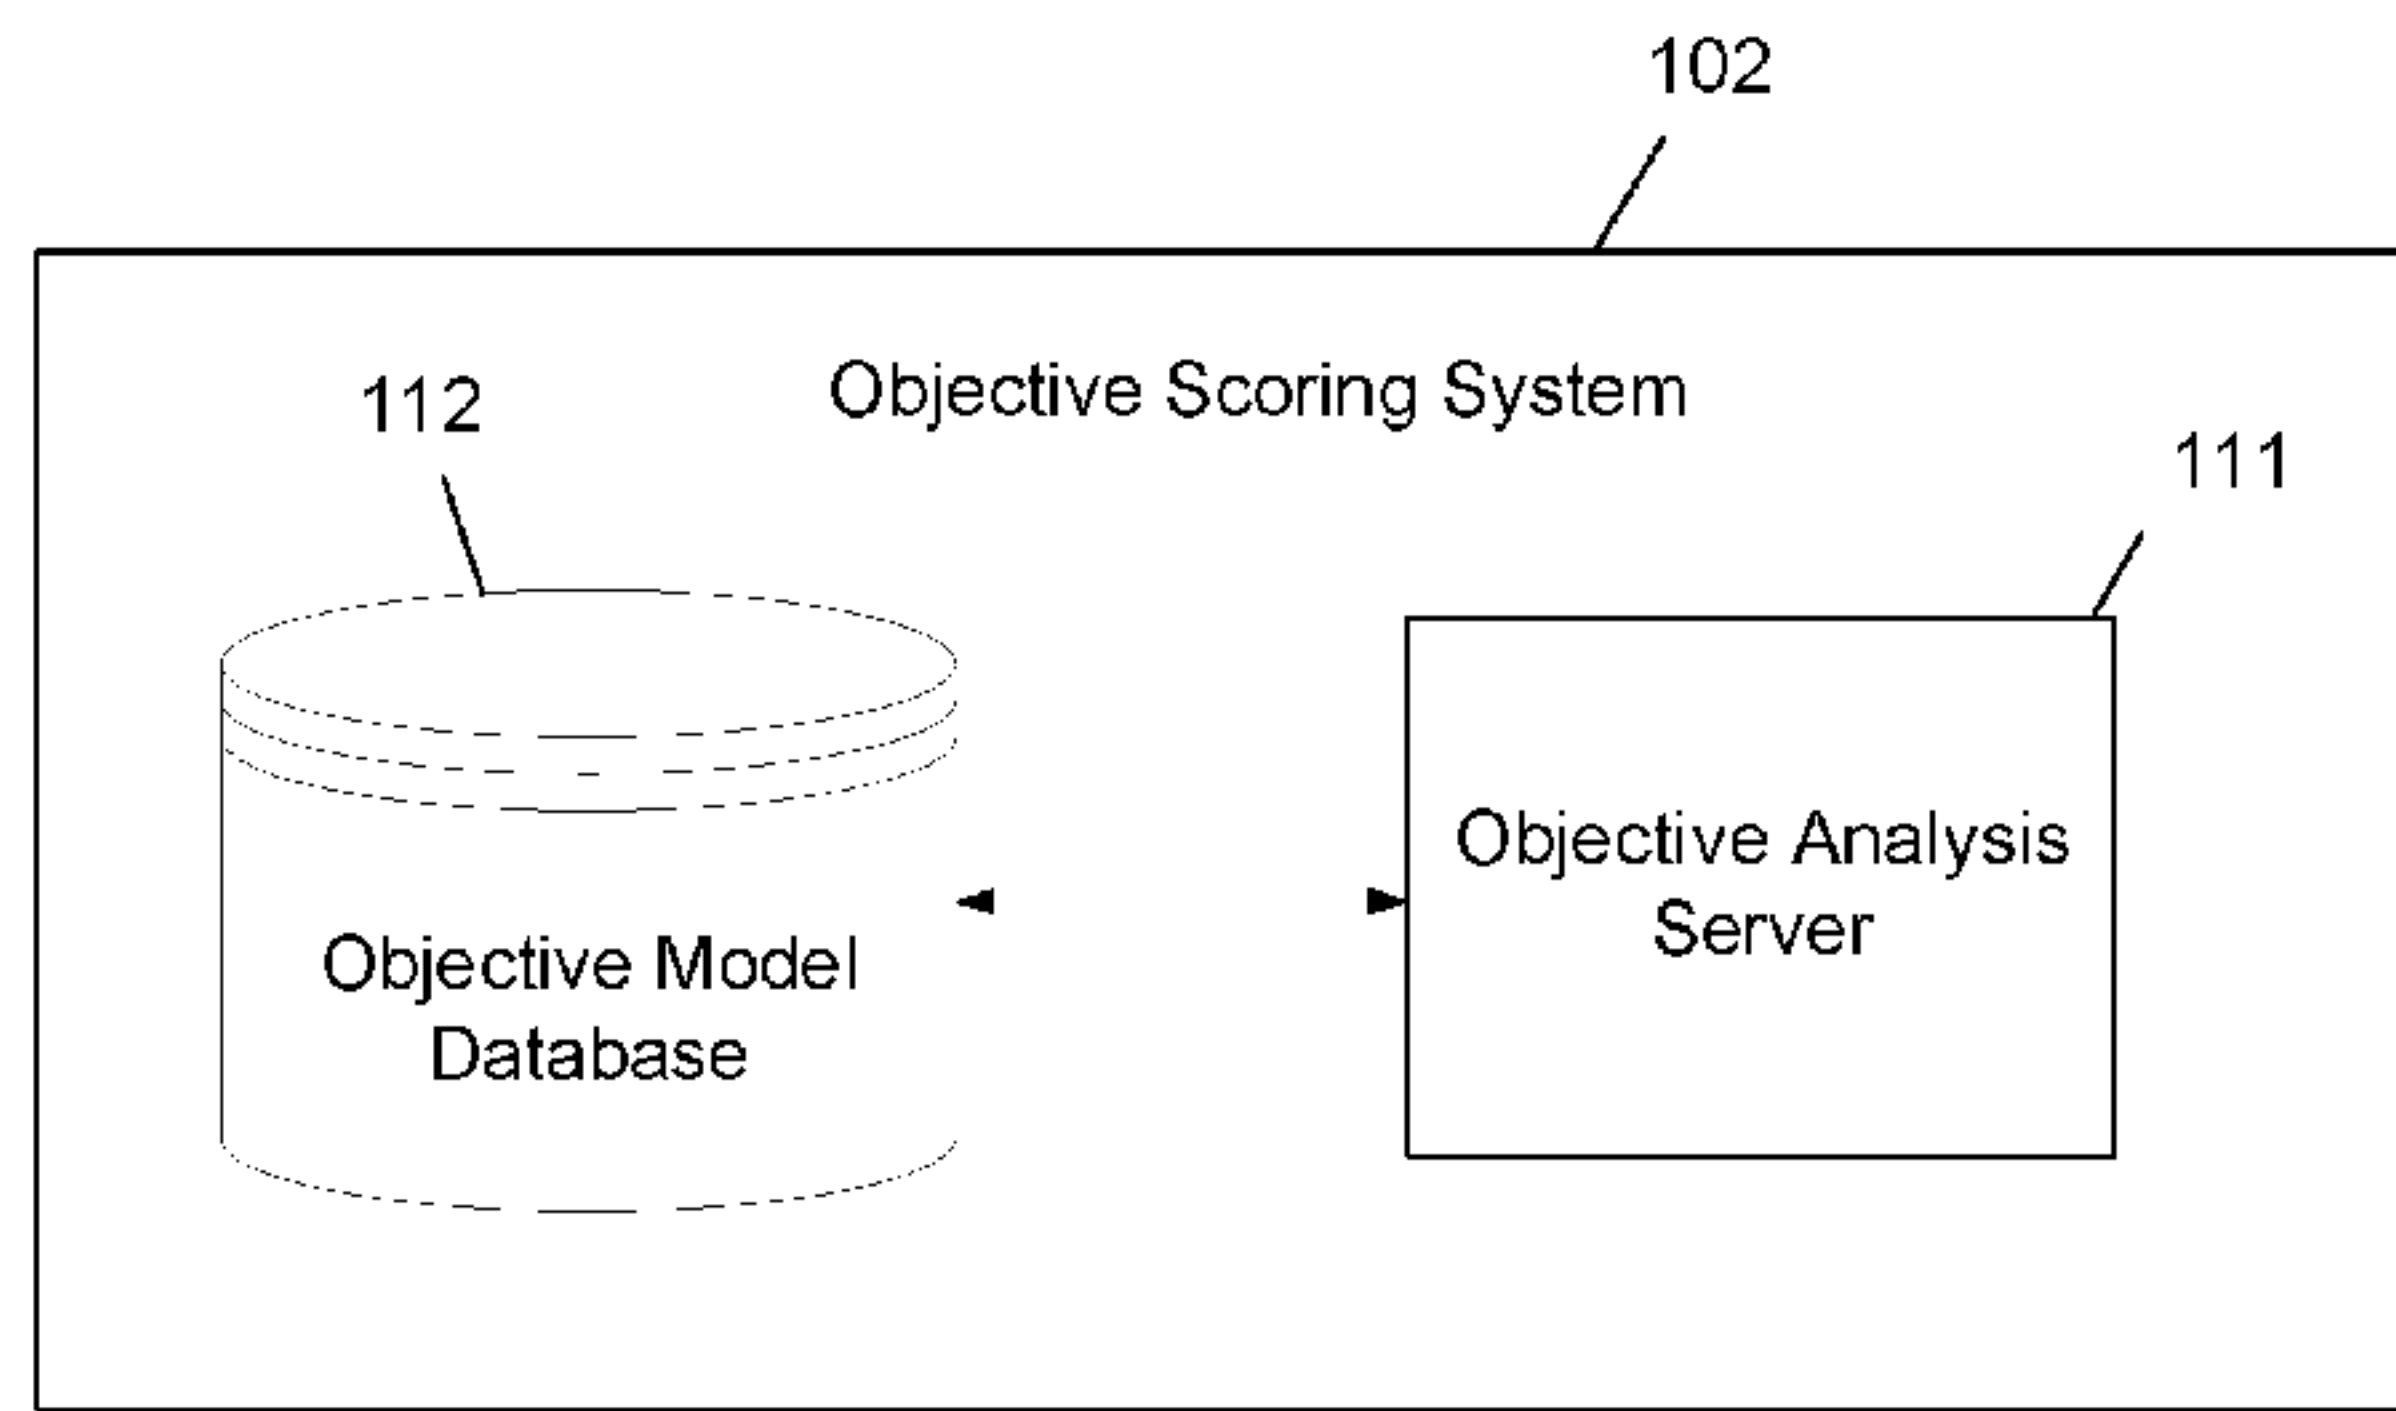 102
Objective Scoring System
112
111
Objective Analysis
Server
Objective Model
Database